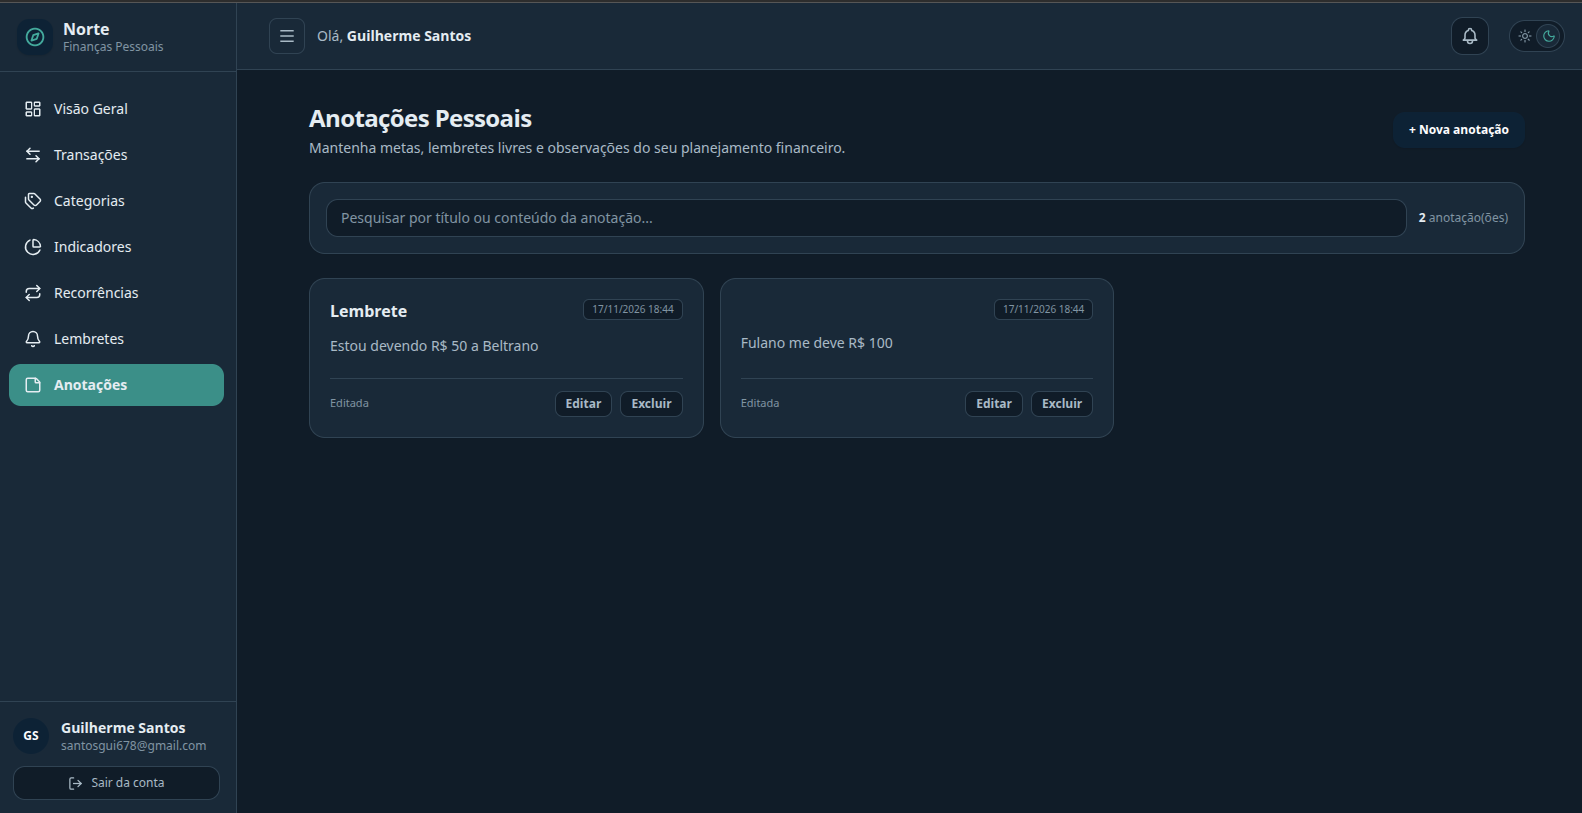 Norte
Finanças Pessoais
Olá, Guilherme Santos
Visão Geral
Transações
Categorias
Indicadores
Recorrências
Lembretes
Anotações
Guilherme Santos
GS
santosgui678@gmail.com
Sair da conta
Anotações Pessoais
Mantenha metas, lembretes livres e observações do seu planejamento financeiro.
+ Nova anotação
Pesquisar por título ou conteúdo da anotação...
2 anotação(ões)
Lembrete
17/11/2026 18:44
Estou devendo R$ 50 a Beltrano
Editada
Editar
Excluir
17/11/2026 18:44
Fulano me deve R$ 100
Editada
Editar
Excluir